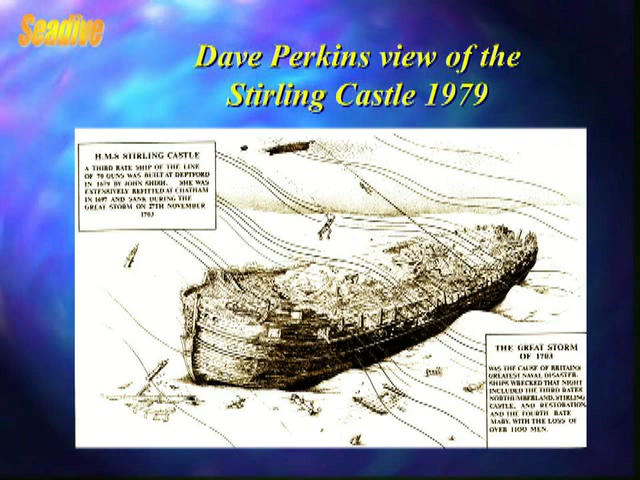 Seadive
Dave Perkins view of the
Stirling Castle 1979
H.M.S STIRLING CASTLE
A THIRD RATE SHIP OF THE LINE
OF 70 GUNS WAS BUILT AT DEPTFORD
IN 1679 BY JOHN SHISH. SHE WAS
EXTENSIVELY REFITTED AT CHATHAM
IN 1697 AND SANK DURING THE
GREAT STORM ON 27TH NOVEMBER
1703
THE GREAT STORM
OF 1703
WAS THE CAUSE OF BRITAINS
GREATEST NAVAL DISASTER.
SHIPS WRECKED THAT NIGHT
INCLUDED THE THIRD RATES
NORTHUMBERLAND, STIRLING
CASTLE, AND RESTORATION,
AND THE FOURTH RATE
MARY, WITH THE LOSS OF
OVER 1100 MEN.